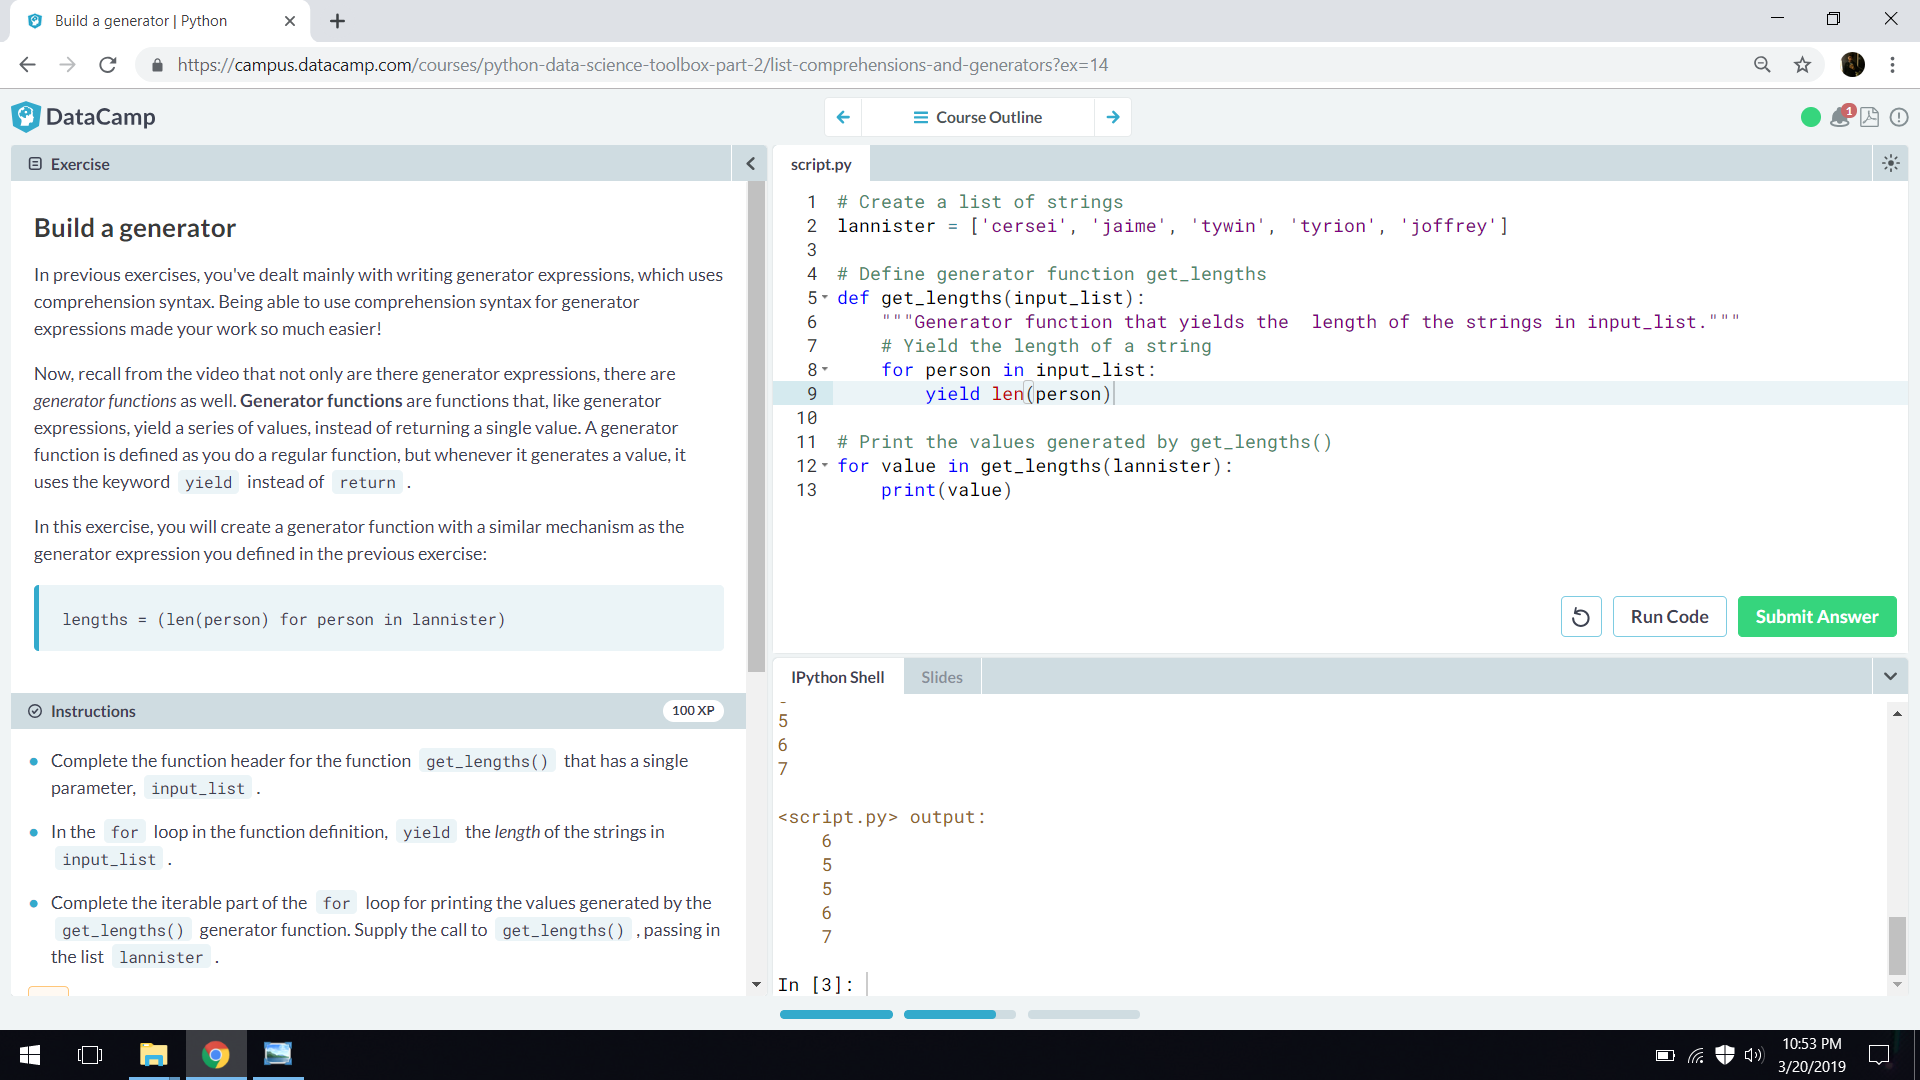 Build a generator | Python
https://campus.datacamp.com/courses/python-data-science-toolbox-part-2/list-comprehensions-and-generators?ex=14
DataCamp
Course Outline
1
Exercise
Build a generator
In previous exercises, you've dealt mainly with writing generator expressions, which uses
comprehension syntax. Being able to use comprehension syntax for generator
expressions made your work so much easier!
Now, recall from the video that not only are there generator expressions, there are
generator functions as well. Generator functions are functions that, like generator
expressions, yield a series of values, instead of returning a single value. A generator
function is defined as you do a regular function, but whenever it generates a value, it
uses the keyword yield instead of return .
In this exercise, you will create a generator function with a similar mechanism as the
generator expression you defined in the previous exercise:
lengths = (len(person) for person in lannister)
Instructions
100 XP
Complete the function header for the function get_lengths() that has a single
parameter, input_list .
In the for loop in the function definition, yield the length of the strings in
input_list .
Complete the iterable part of the for loop for printing the values generated by the
get_lengths() generator function. Supply the call to get_lengths() , passing in
the list lannister .
script.py
1 # Create a list of strings
2 lannister = ['cersei', 'jaime', 'tywin', 'tyrion', 'joffrey']
3
4 # Define generator function get_lengths
5 def get_lengths(input_list):
6     """Generator function that yields the  length of the strings in input_list."""
7     # Yield the length of a string
8     for person in input_list:
9         yield len(person)
10
11 # Print the values generated by get_lengths()
12 for value in get_lengths(lannister):
13     print(value)
Run Code
Submit Answer
IPython Shell
Slides
5
6
7
<script.py> output:
6
5
5
6
7
In [3]:
10:53 PM
3/20/2019